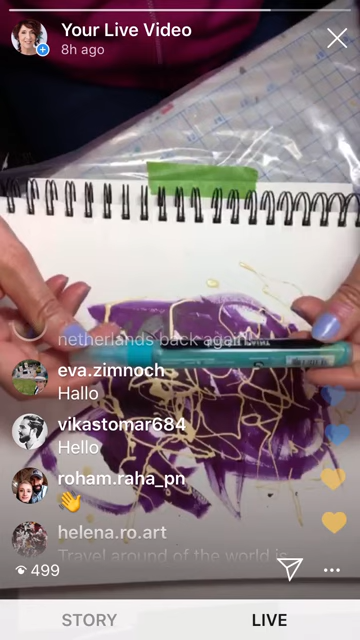 Your Live Video
8h ago
netherlands back again
eva.zimnoch
Hallo
vikastomar684
Hello
roham.raha_pn
helena.ro.art
Travel around of the world is
499
STORY
LIVE